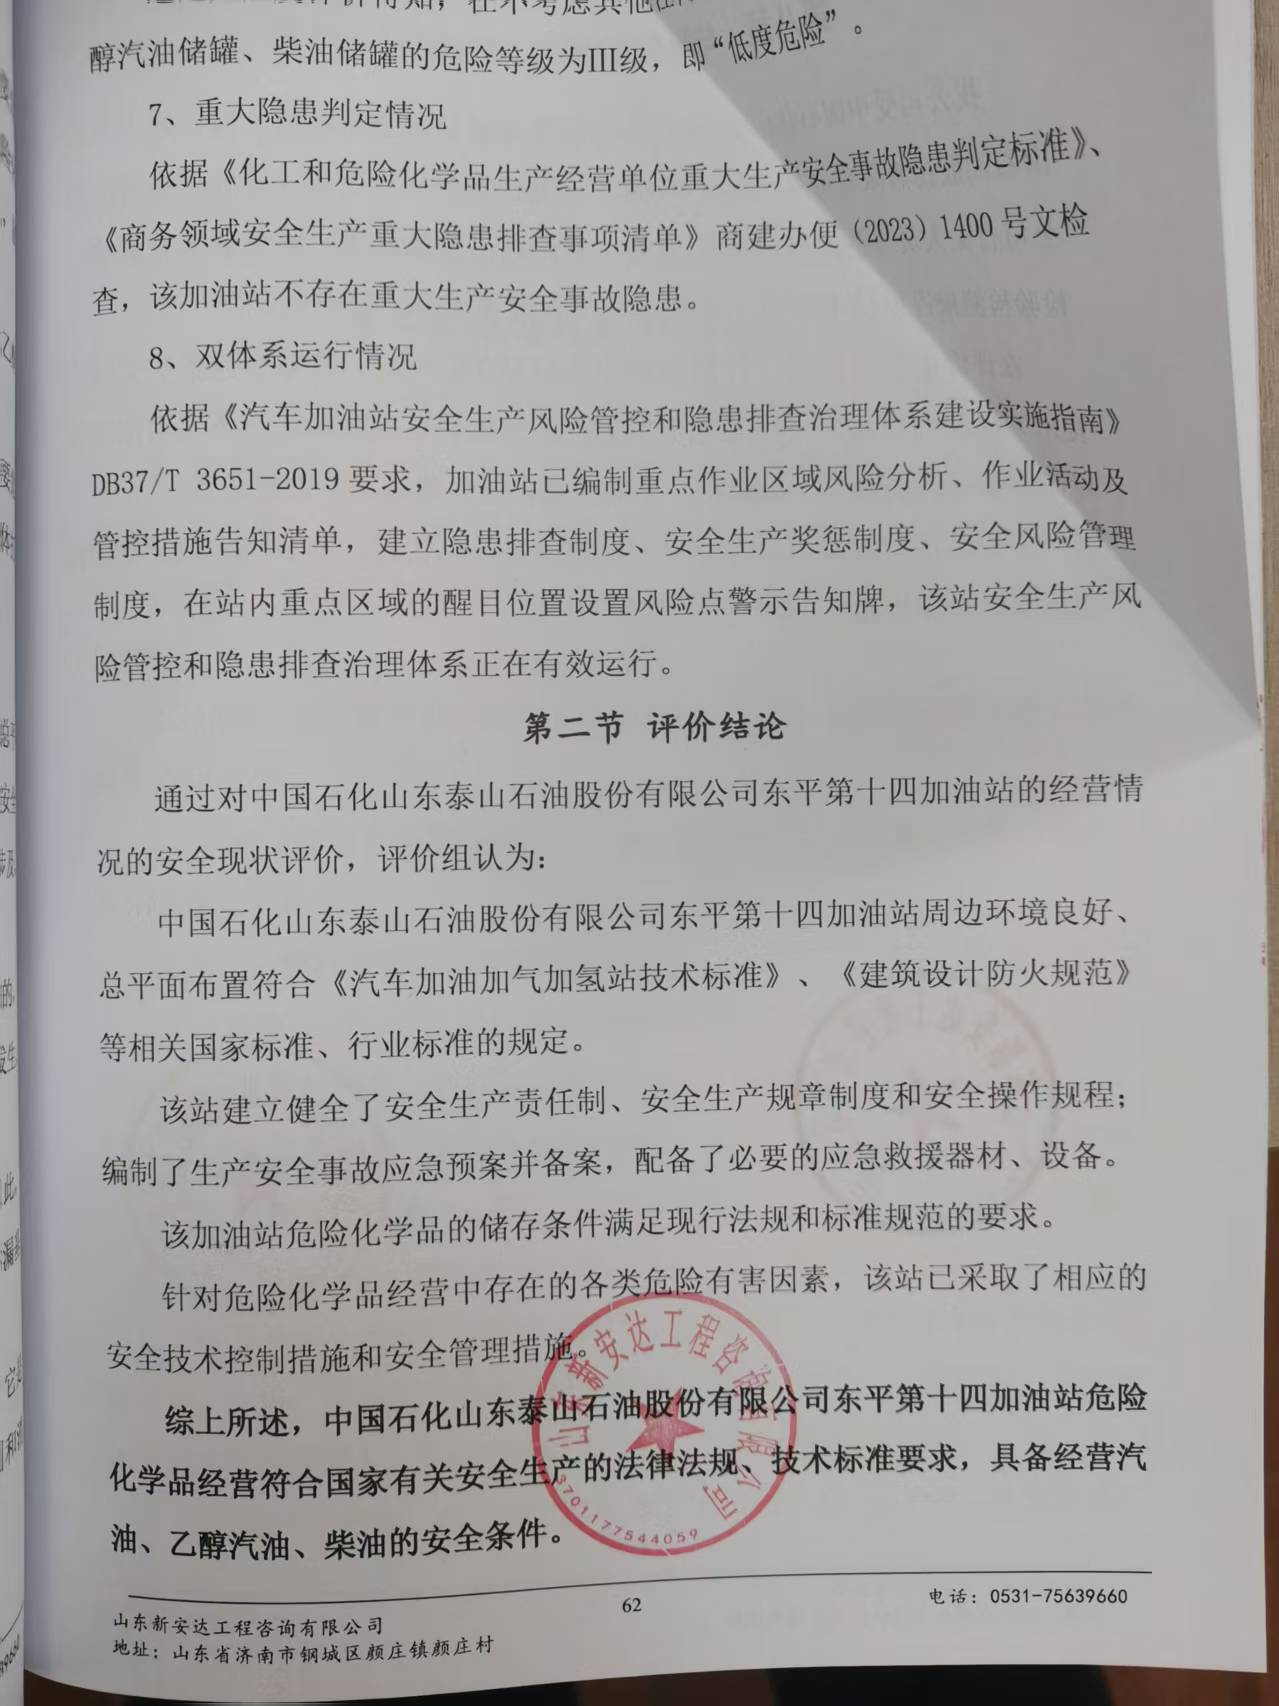 醇汽油储罐、柴油储罐的危险等级为III级，即“低度危险”。
7、重大隐患判定情况
依据《化工和危险化学品生产经营单位重大生产安全事故隐患判定标准》、
《商务领域安全生产重大隐患排查事项清单》商建办便（2023）1400 号文检
查，该加油站不存在重大生产安全事故隐患。
8、双体系运行情况
依据《汽车加油站安全生产风险管控和隐患排查治理体系建设实施指南》
DB37/T 3651-2019 要求，加油站已编制重点作业区域风险分析、作业活动及
管控措施告知清单，建立隐患排查制度、安全生产奖惩制度、安全风险管理
制度，在站内重点区域的醒目位置设置风险点警示告知牌，该站安全生产风
险管控和隐患排查治理体系正在有效运行。
第二节 评价结论
通过对中国石化山东泰山石油股份有限公司东平第十四加油站的经营情
况的安全现状评价，评价组认为：
中国石化山东泰山石油股份有限公司东平第十四加油站周边环境良好、
总平面布置符合《汽车加油加气加氢站技术标准》、《建筑设计防火规范》
等相关国家标准、行业标准的规定。
该站建立健全了安全生产责任制、安全生产规章制度和安全操作规程；
编制了生产安全事故应急预案并备案，配备了必要的应急救援器材、设备。
该加油站危险化学品的储存条件满足现行法规和标准规范的要求。
针对危险化学品经营中存在的各类危险有害因素，该站已采取了相应的
安全技术控制措施和安全管理措施。
综上所述，中国石化山东泰山石油股份有限公司东平第十四加油站危险
化学品经营符合国家有关安全生产的法律法规、技术标准要求，具备经营汽
油、乙醇汽油、柴油的安全条件。
山东新安达工程咨询有限公司
3701177544059
62
电话：0531-75639660
山东新安达工程咨询有限公司
地址：山东省济南市钢城区颜庄镇颜庄村